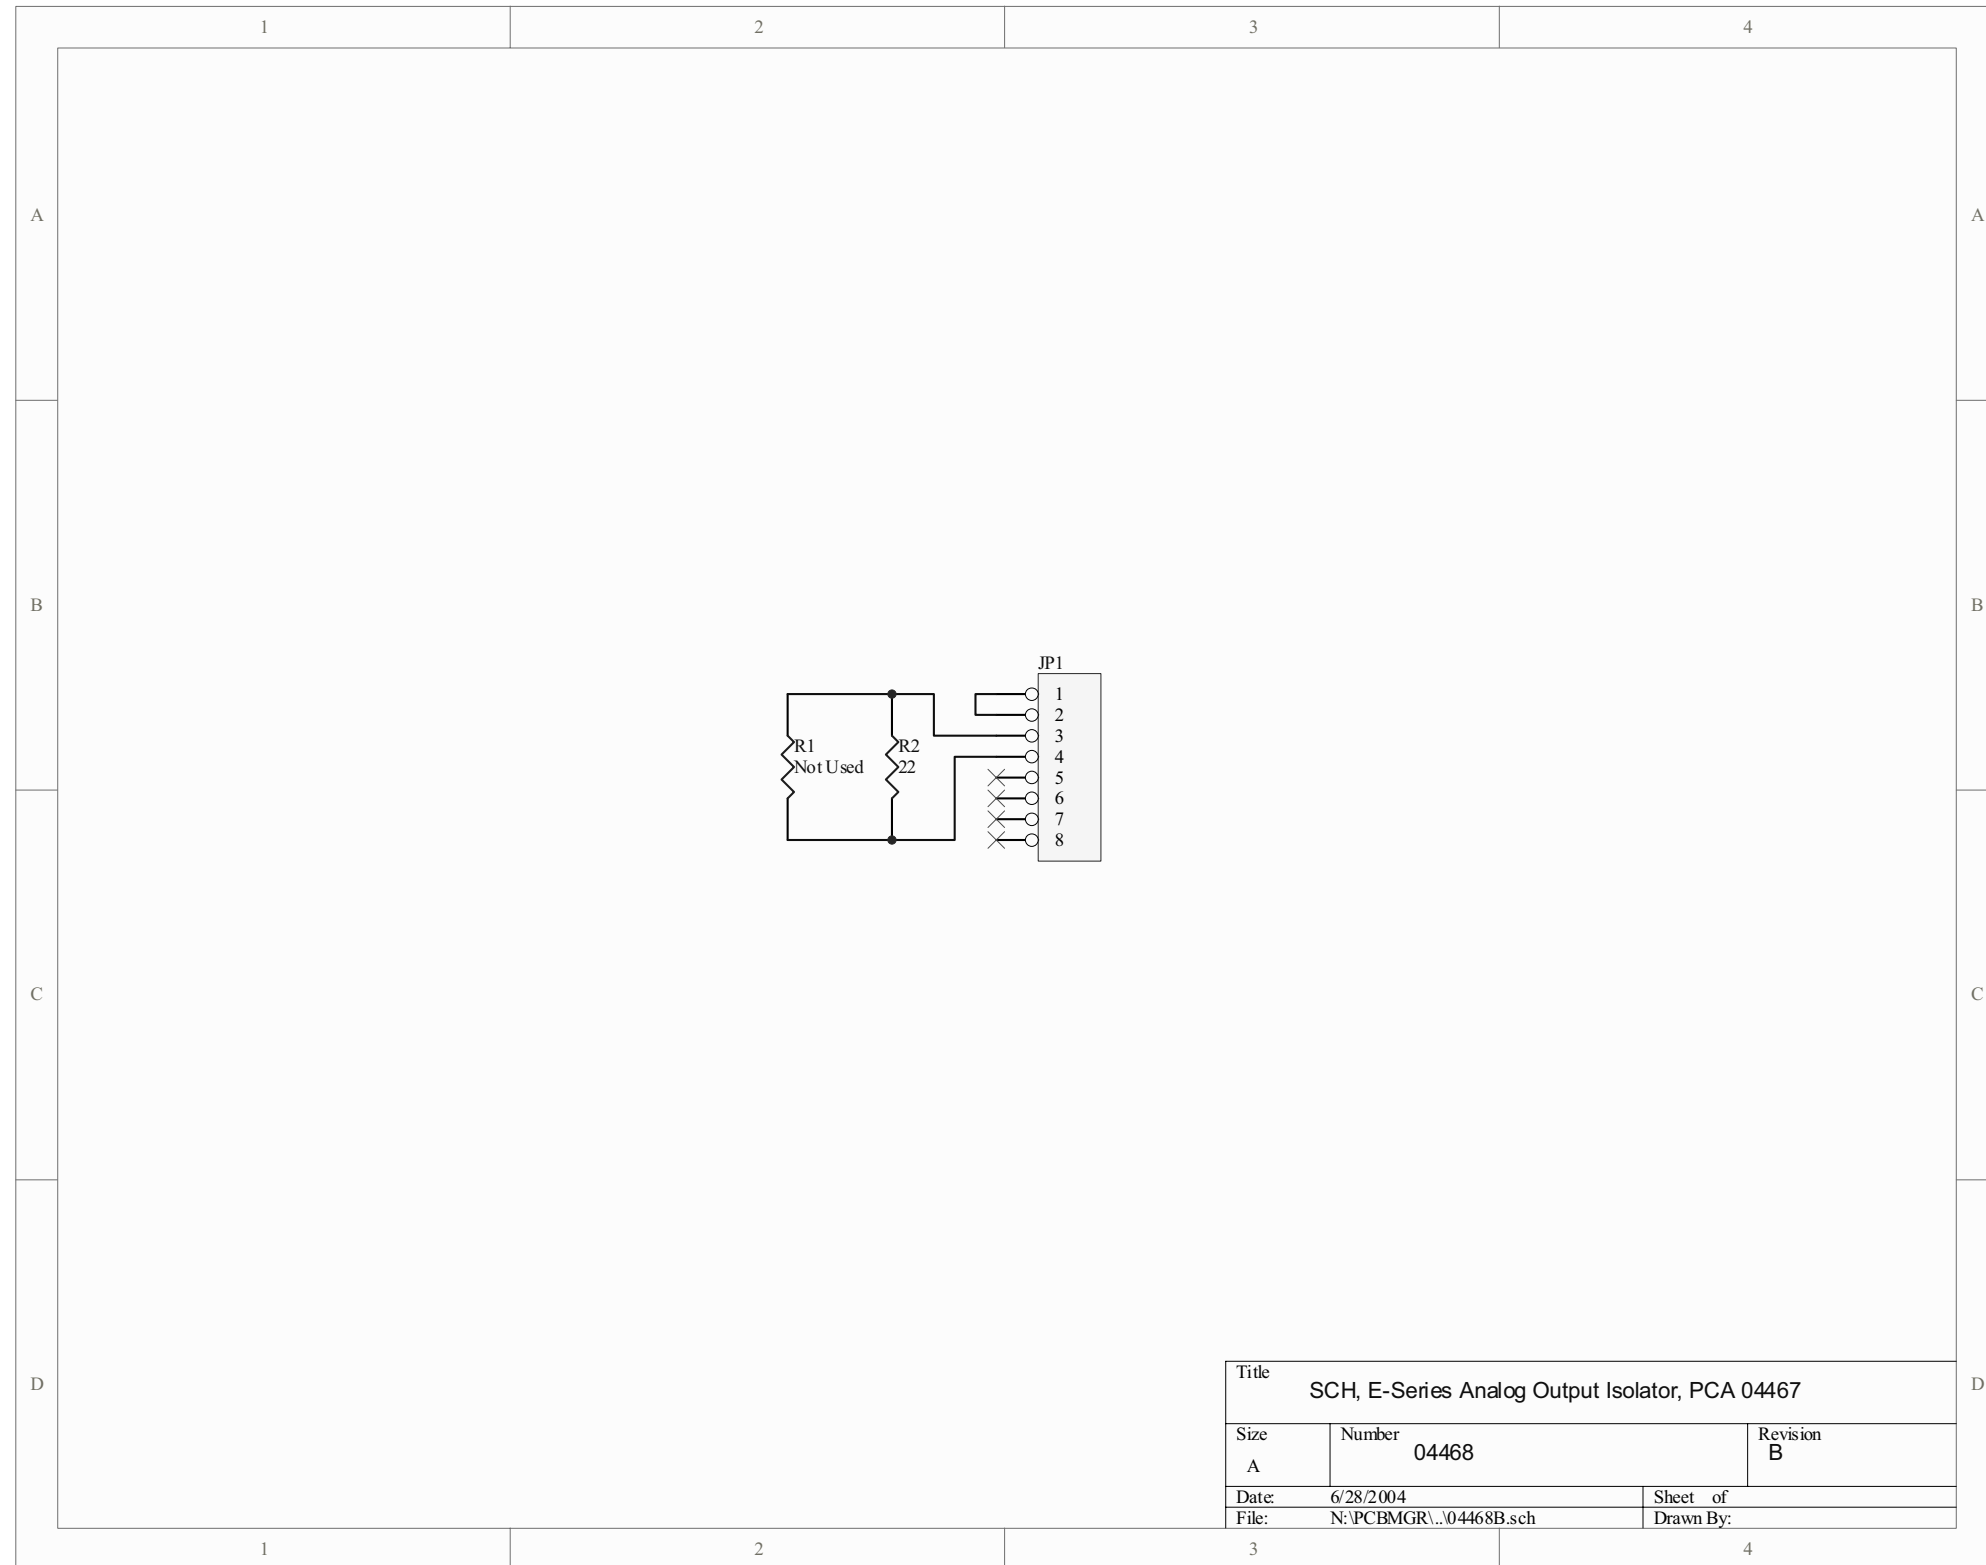 1 2 3 4
A A
B B
JP1
1
2
3
R1 R2 4
Not Used 22 5
6
7
8
C C
D D
Title
SCH, E-Series Analog Output Isolator, PCA 04467
Size Number Revision
04468 B
A
Date: 6/28/2004 Sheet of
File: N:\PCBMGR\..\04468B.sch Drawn By:
1 2 3 4